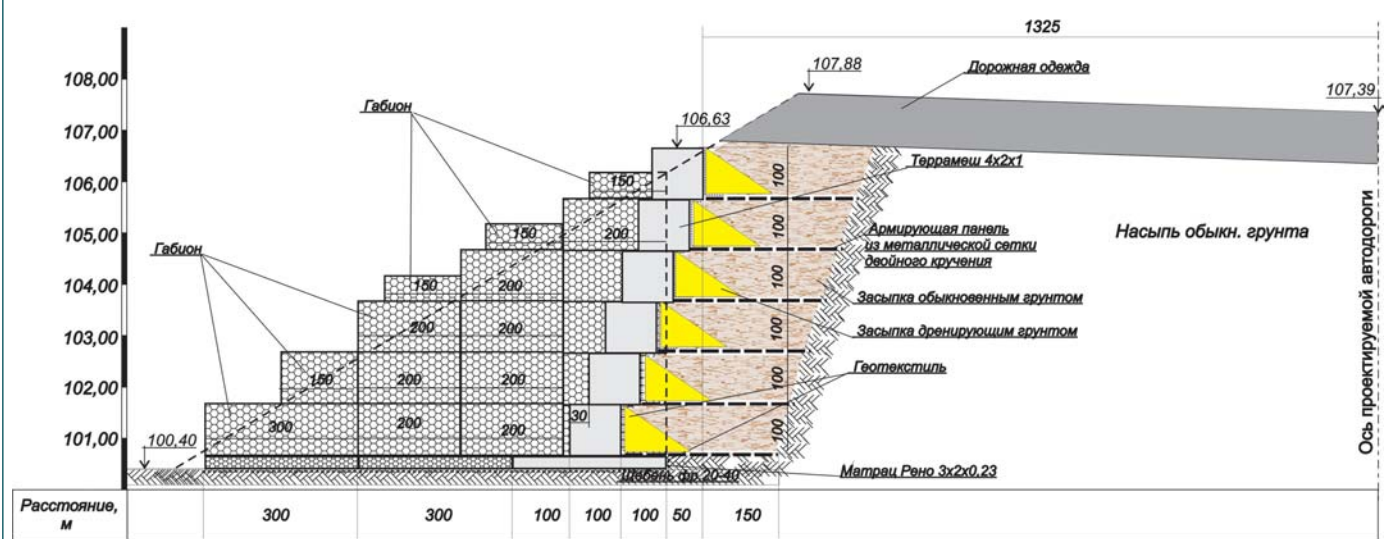 1325
108,00
107,88
Дорожная одежда
107,39
Габион
107,00
106,63
Террамеш 4х2х1
106,00
150
100
105,00
150
200
100
Армирующая панель
из металлической сетки
двойного кручения
Насыпь обыкн. грунта
Габион
104,00
150
200
100
Засыпка обыкновенным грунтом
103,00
200
200
100
Засыпка дренирующим грунтом
102,00
150
200
200
100
Геотекстиль
101,00
300
200
200
30
100
100,40
Щебень фр.20-40
Матрац Рено 3х2х0,23
Ось проектируемой автодороги
Расстояние,
м
300
300
100
100
100
50
150